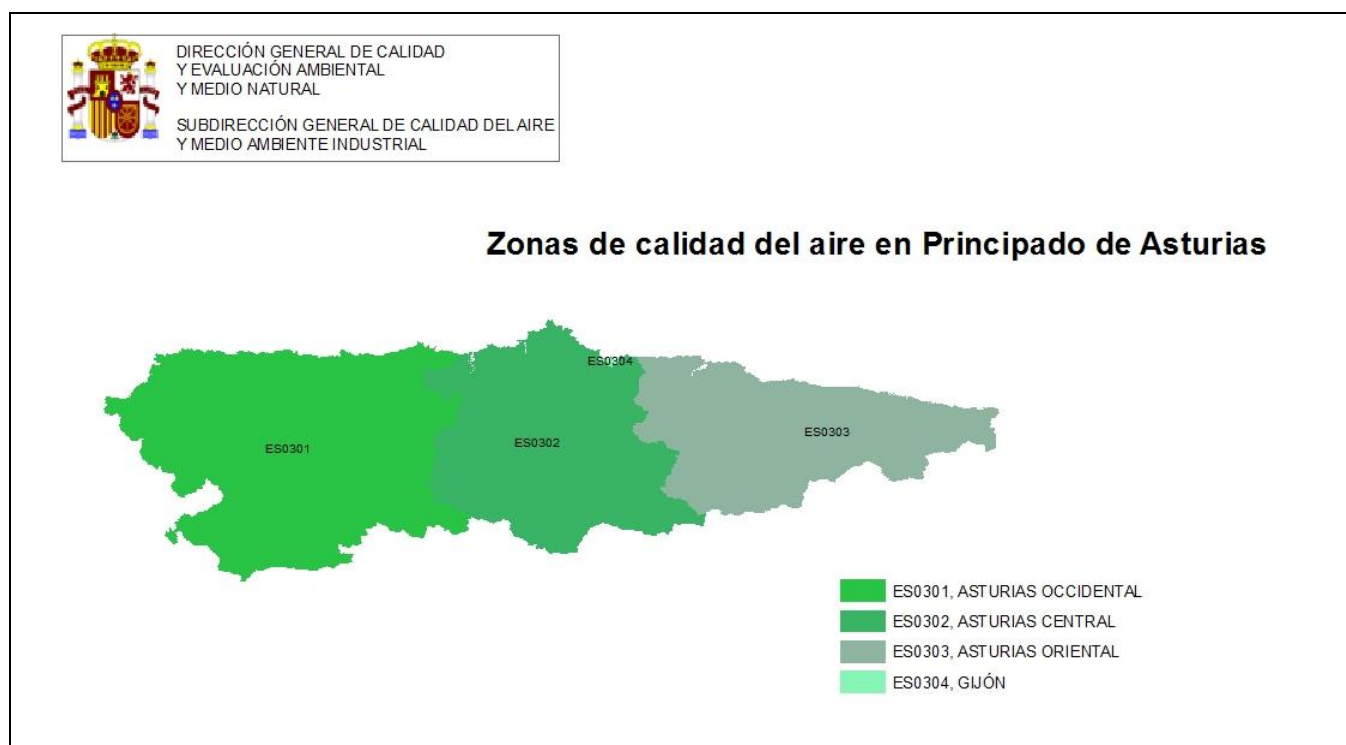 DIRECCIÓN GENERAL DE CALIDAD
Y EVALUACIÓN AMBIENTAL
Y MEDIO NATURAL
SUBDIRECCIÓN GENERAL DE CALIDAD DEL AIRE
Y MEDIO AMBIENTE INDUSTRIAL
Zonas de calidad del aire en Principado de Asturias
ES0304
ES0301
ES0302
ES0303
ES0301, ASTURIAS OCCIDENTAL
ES0302, ASTURIAS CENTRAL
ES0303, ASTURIAS ORIENTAL
ES0304, GIJÓN